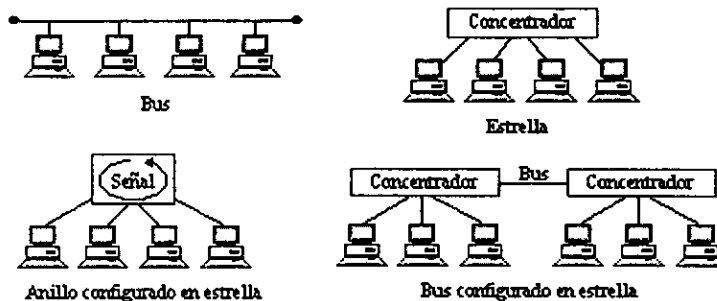 Bus
Concentrador
Estrella
Señal
Anillo configurado en estrella
Concentrador
Bus
Concentrador
Bus configurado en estrella